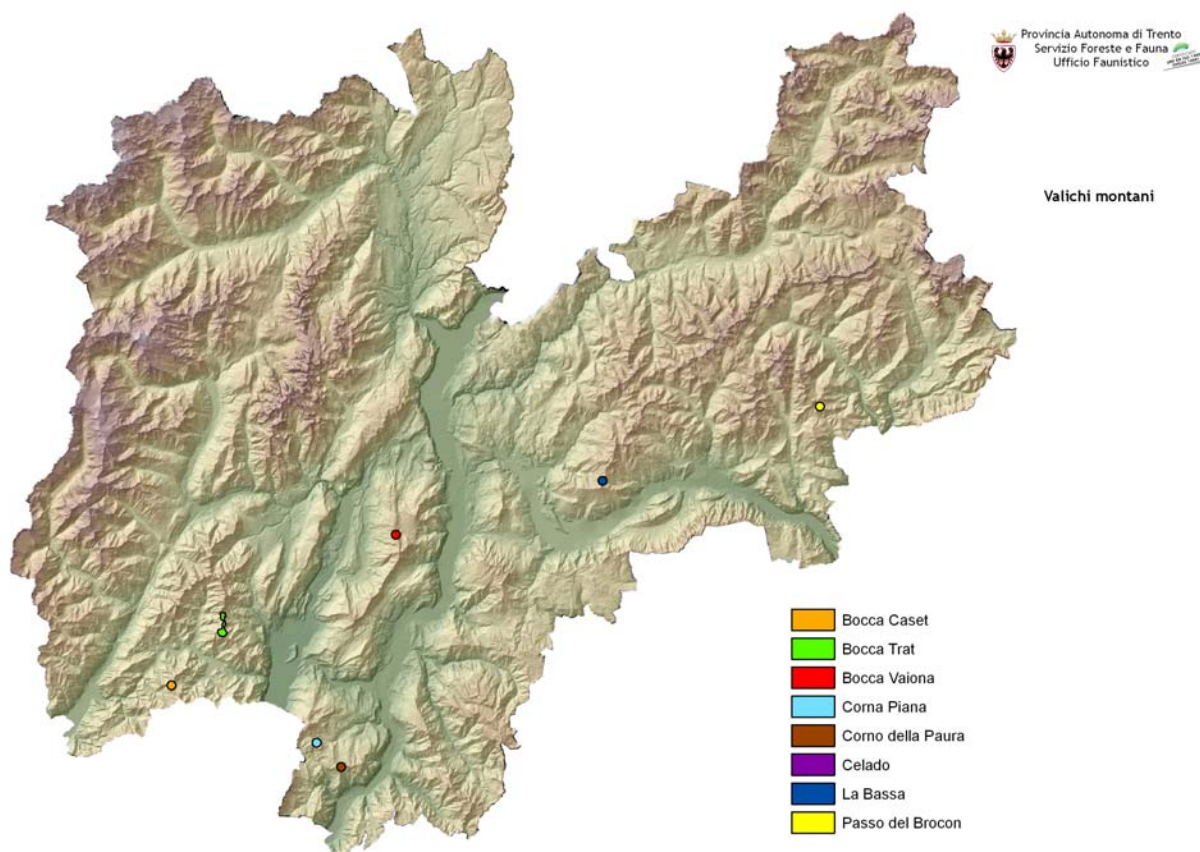 Provincia Autonoma di Trento
Servizio Foreste e Fauna
Ufficio Faunistico
Valichi montani
Bocca Caset
Bocca Trat
Bocca Vaiona
Corna Piana
Corno della Paura
Celado
La Bassa
Passo del Brocon